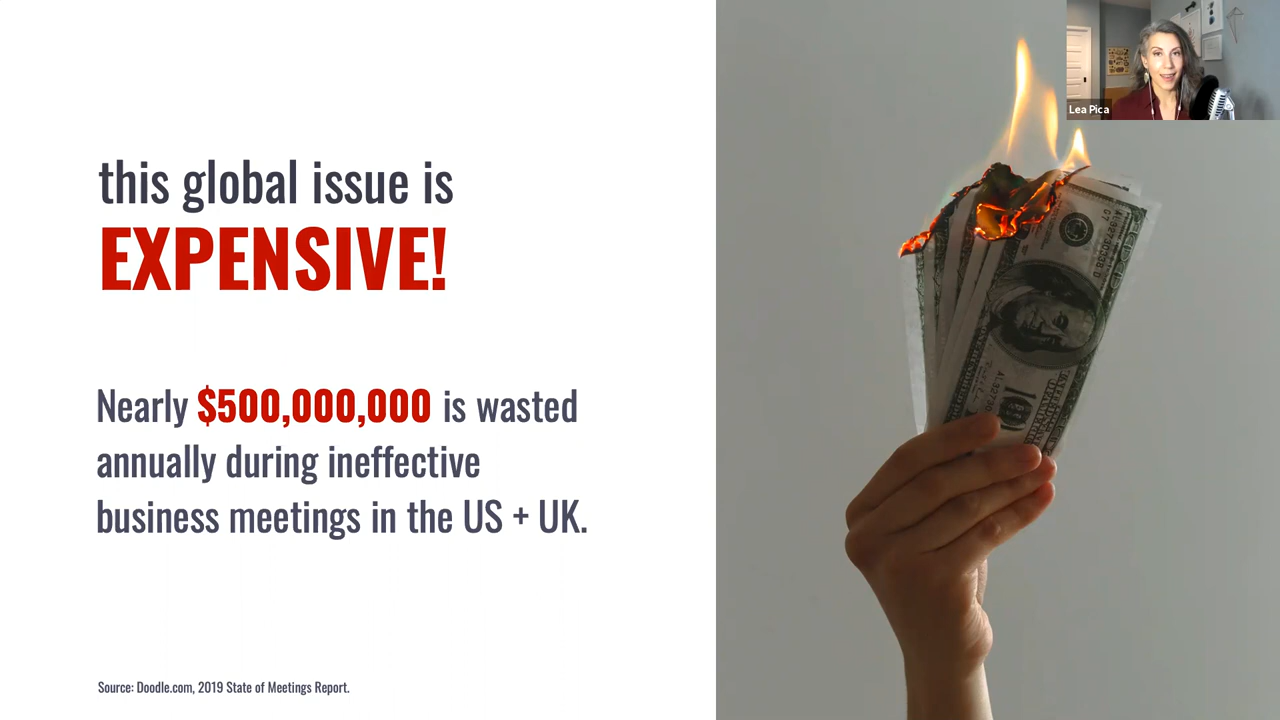 this global issue is
EXPENSIVE!
Nearly $500,000,000 is wasted
annually during ineffective
business meetings in the US + UK.
Source: Doodle.com, 2019 State of Meetings Report.
Lea Pica